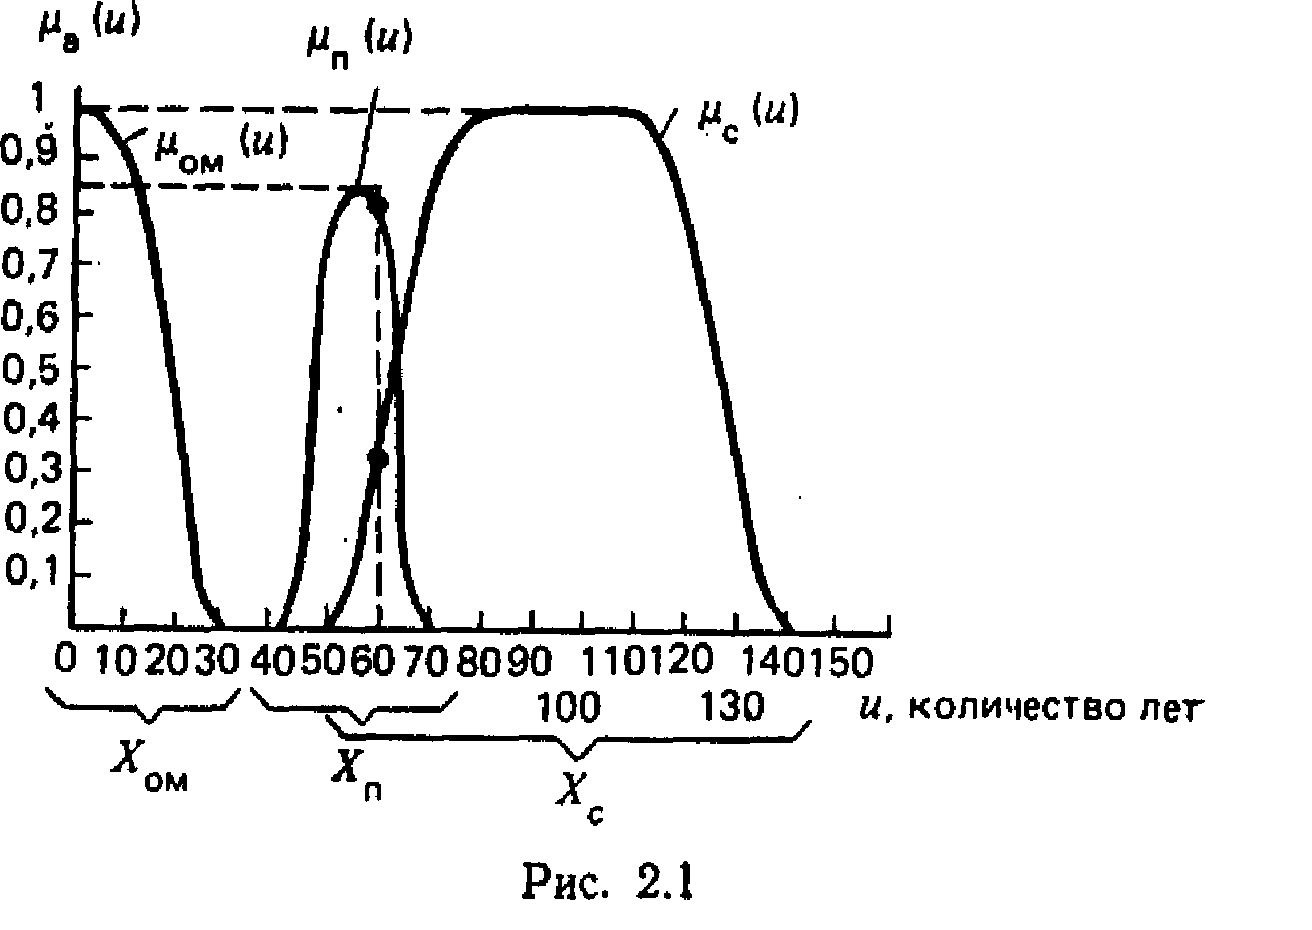 μв (u)
μп (u)
1
μс (u)
0,9
μом (u)
0,8
0,7
0,6
0,5
0,4
0,3
0,2
0,1
0 10 20 30 40 50 60 70 80 90 110 120 140 150
100 130 u, количество лет
Xом
Xп
Xс
Рис. 2.1